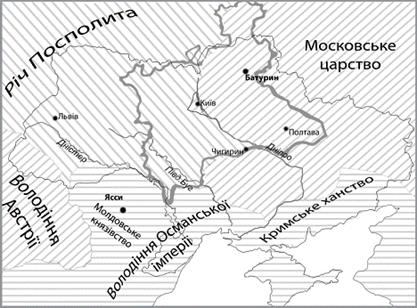 Річ Посполита
Московське
царство
Батурин
Київ
Львів
Полтава
Дністер
Чигирин
Дніпро
Півд.Буг
Володіння
Австрії
Ясси
Молдовське
князівство
Володіння Османської
імперії
Кримське ханство